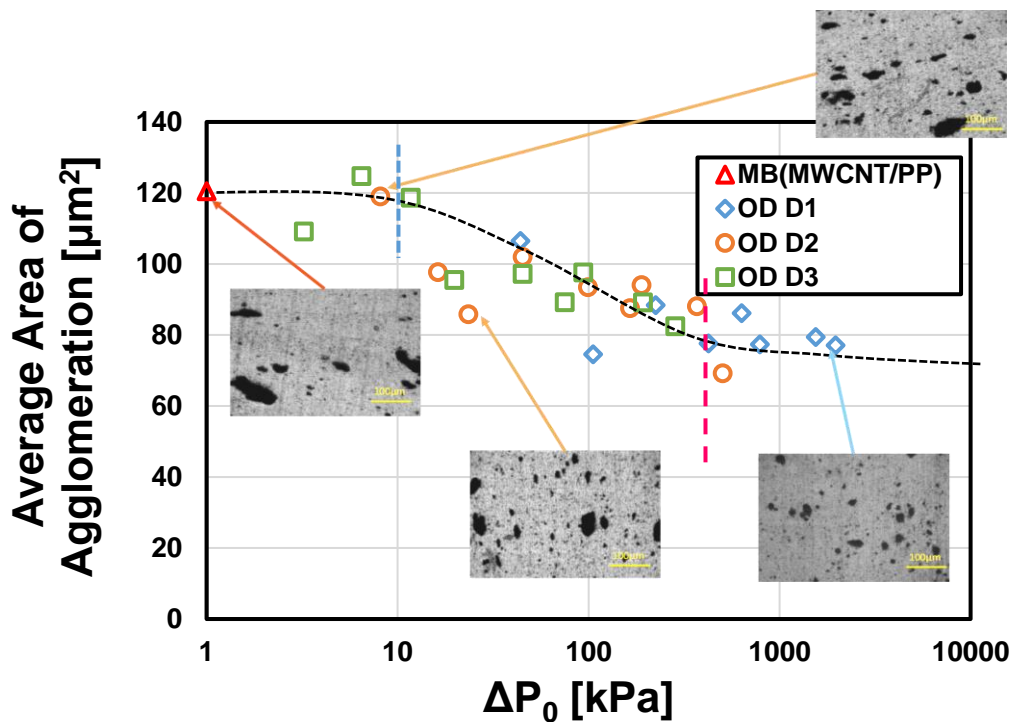 100µm
140
120
100
80
60
40
20
0
Average Area of
Agglomeration [µm²]
MB(MWCNT/PP)
OD D1
OD D2
OD D3
100µm
100µm
100µm
1
10
100
1000
10000
ΔP₀ [kPa]